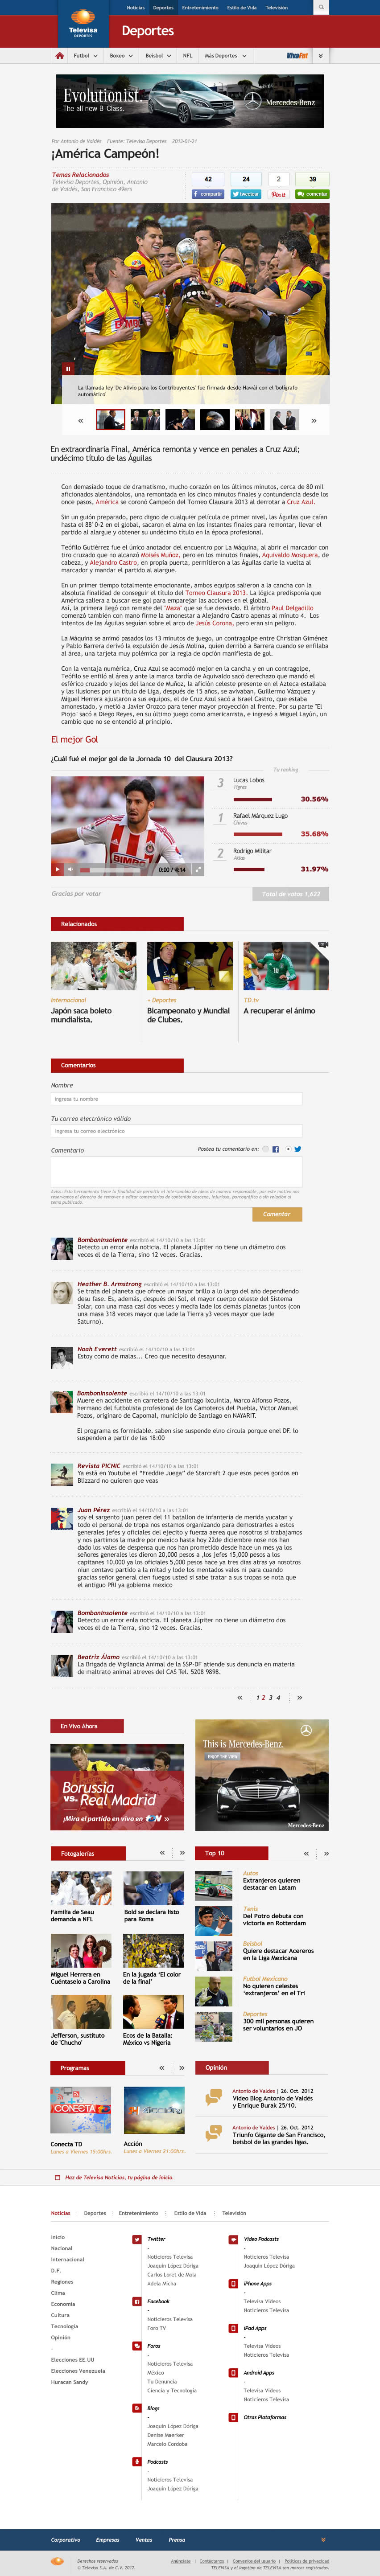 Noticias Deportes Entretenimiento Estilo de Vida Televisión
Televisa
DEPORTES
Deportes
Futbol Boxeo Beisbol NFL Más Deportes VivoFut
Evolutionist.
The all new B-Class.
Mercedes-Benz
Por Antonio de Valdés Fuente: Televisa Deportes 2013-01-21
¡América Campeón!
Temas Relacionados
Televisa Deportes, Opinión, Antonio
de Valdés, San Francisco 49ers
42 24 2 39
compartir twittear Pin it comentar
La llamada ley 'De Alivio para los Contribuyentes' fue firmada desde Hawái con el 'bolígrafo
automático'
En extraordinaria Final, América remonta y vence en penales a Cruz Azul;
undécimo título de las Águilas
Con demasiado toque de dramatismo, mucho corazón en los últimos minutos, cerca de 80 mil
aficionados alentándolos, una remontada en los cinco minutos finales y contundencia desde los
once pasos, América se coronó Campeón del Torneo Clausura 2013 al derrotar a Cruz Azul.
Sin un guión preparado, pero digno de cualquier película de primer nivel, las Águilas perdían
hasta el 88' 0-2 en el global, pero en los instantes finales lograron lo inmemorable, llevar el
partido al alargue y obtener su undécimo título en la época profesional.
Teófilo Gutiérrez fue el único anotador del encuentro por La Máquina, al politar de marcador con
tiro cruzado que no alcanzó Moisés Muñoz, pero en los minutos finales, Aquivaldo Mosquera, de
cabeza, y Alejandro Castro, en propia puerta, permitieron a las Águilas darle la vuelta al
marcador y mandar el partido al alargue.
En un primer tiempo totalmente emocionante, ambos equipos salieron a la cancha con la
absoluta finalidad de conseguir el título del Torneo Clausura 2013. La lógica predispondría que
América saliera a buscar ese gol para emparejar las acciones en el global.
Así, la primera llegó con remate del "Maza" que se fue desviado. El árbitro Paul Delgadillo
tomó también con mano firme la amonestar a Alejandro Castro apenas al minuto 4. Los
intentos de las Águilas seguían sobre el arco de Jesús Corona, pero sin peligro.
La Máquina se animó pasados los 13 minutos de juego, un contragolpe entre Christian Giménez
y Pablo Barrera derivó la expulsión de Jesús Molina, quien derribó a Barrera cuando se enfilaba
al área, una tarjeta muy polémica por la regla de opción manifiesta de gol.
Con la ventaja numérica, Cruz Azul se acomodó mejor en la cancha y en un contragolpe,
Teófilo se enfiló al área y ante la marca tardía de Aquivaldo sacó derechazo que mandó el
esférico lejos del alcance de Muñoz, la afición celeste presente en el Azteca estallaba
y las ilusiones por un título de Liga, después de 15 años, se avivaban, Guillermo Vázquez y
Miguel Herrera ajustaron, en el de Cruz Azul sacó a Israel Castro, que estaba
amonestado, y metió a Javier Orozco para tener mayor proyección al frente. Por su parte "El
Piojo" sacó a Diego Reyes, en su último juego como americanista, e ingresó a Miguel Layún, un
cambio que no se entendió al principio.
El mejor Gol
¿Cuál fué el mejor gol de la Jornada 10 del Clausura 2013?
Tu ranking
3 Lucas Lobos
Tigres
30.56%
1 Rafael Márquez Lugo
Chivas
35.68%
2 Rodrigo Millitar
Atlas
31.97%
0:00 / 4:14
Gracias por votar
Total de votos 1,622
Relacionados
Internacional
Japón saca boleto
mundialista.
+ Deportes
Bicampeonato y Mundial
de Clubes.
TD.tv
A recuperar el ánimo
Comentarios
Nombre
Ingresa tu nombre
Tu correo electrónico válido
Ingresa tu correo electrónico
Comentario
Postea tu comentario en:
Aviso: Esta herramienta tiene la finalidad de permitir el intercambio de ideas de manera responsable, por este motivo nos
reservamos el derecho de remover o editar comentarios de contenido obsceno, injurioso, pornográfico o sin relación al
tema publicado.
Comentar
BombonInsolente escribió el 14/10/10 a las 13:01
Detecto un error enla noticia. El planeta Júpiter no tiene un diámetro dos
veces es el de la Tierra, sino 12 veces. Gracias.
Heather B. Armstrong escribió el 14/10/10 a las 13:01
Se trata del planeta que ofrece un mayor brillo a lo largo del año dependiendo
desu fase. Es, además, después del Sol, el mayor cuerpo celeste del Sistema
Solar, con una masa casi dos veces y media la de los demás planetas juntos (con
una masa 318 veces mayor que lade la Tierra y3 veces mayor que lade
Saturno).
Noah Everett escribió el 14/10/10 a las 13:01
Estoy como de malas... Creo que necesito desayunar.
BombonInsolente escribió el 14/10/10 a las 13:01
Muere en accidente en carretera de Santiago Ixcuintla, Marco Alfonso Pozos,
hermano del futbolista profesional de los Camoteros del Puebla, Victor Manuel
Pozos, originario de Capomal, municipio de Santiago en NAYARIT.
El programa es formidable. saben sise suspende elno circula porque enel DF. lo
suspenden a partir de las 18:00
Revista PICNIC escribió el 14/10/10 a las 13:01
Ya está en Youtube el "Freddie Juega" de Starcraft 2 que esos peces gordos en
Blizzard no quieren que veas
Juan Pérez escribió el 14/10/10 a las 13:01
soy el sargento juan perez del 11 batallon de infanteria de merida yucatan y
todo el personal de tropa nos estamos organizando para demostrarles a estos
generales jefes y oficiales del ejercito y fuerza aerea que nosotros si trabajamos
y nos partimos la madre por mexico hasta hoy 22de diciembre noso nos han
dado los vales de despensa que nos han prometido desde hace un mes y los
señores generales les dieron 20,000 pesos a ,los jefes 15,000 pesos a los
capitanes 10,000 ya los oficiales 5,000 pesos hace ya tres dias atras ya nosotros
niun centavo partido a la mitad y todo los mendates vales ni para cuando
gracias señor general cien fuegos usted si sabe tratar a sus tropas se nota que
el antiguo PRI ya gobierna mexico
BombonInsolente escribió el 14/10/10 a las 13:01
Detecto un error enla noticia. El planeta Júpiter no tiene un diámetro dos
veces es el de la Tierra, sino 12 veces. Gracias.
Beatriz Álamo escribió el 14/10/10 a las 13:01
La Brigada de Vigilancia Animal de la SSP-DF atiende sus denuncia en materia
de maltrato animal atreves del CAS Tel. 5208 9898.
« 1 2 3 4 »
En Vivo Ahora
Borussia
vs. Real Madrid
¡Mira el partido en vivo en TDN »
This is Mercedes-Benz.
ENJOY THE VIEW
Mercedes-Benz
Fotogalerías
Familia de Seau
demanda a NFL
Bold se declara listo
para Roma
Miguel Herrera en
Cuéntaselo a Carolina
En la jugada 'El color
de la final'
Jefferson, sustituto
de 'Chucho'
Ecos de la Batalla:
México vs Nigeria
Top 10
Autos
Extranjeros quieren
destacar en Latam
Tenis
Del Potro debuta con
victoria en Rotterdam
Beisbol
Quiere destacar Acereros
en la Liga Mexicana
Futbol Mexicano
No quieren celestes
'extranjeros' en el Tri
Deportes
300 mil personas quieren
ser voluntarios en JO
Programas
CONECTA
Conecta TD
Lunes a Viernes 15:00hrs.
Acción
Lunes a Viernes 21:00hrs.
Opinión
Antonio de Valdes | 26. Oct. 2012
Vídeo Blog Antonio de Valdés
y Enrique Burak 25/10.
Antonio de Valdes | 26. Oct. 2012
Triunfo Gigante de San Francisco,
beisbol de las grandes ligas.
Haz de Televisa Noticias, tu página de inicio.
Noticias Deportes Entretenimiento Estilo de Vida Televisión
Inicio
Nacional
Internacional
D.F.
Regiones
Clima
Economía
Cultura
Tecnología
Opinión
-
Elecciones EE.UU
Elecciones Venezuela
Huracan Sandy
Twitter
-
Noticieros Televisa
Joaquín López Dóriga
Carlos Loret de Mola
Adela Micha
Facebook
-
Noticieros Televisa
Foro TV
Foros
-
Noticieros Televisa
México
Tu Denuncia
Ciencia y Tecnología
Blogs
-
Joaquín López Dóriga
Denise Maerker
Marcelo Cordoba
Podcasts
-
Noticieros Televisa
Joaquín López Dóriga
Video Podcasts
-
Noticieros Televisa
Joaquín López Dóriga
iPhone Apps
-
Televisa Videos
Noticieros Televisa
iPad Apps
-
Televisa Videos
Noticieros Televisa
Android Apps
-
Televisa Videos
Noticieros Televisa
Otras Plataformas
Corporativo Empresas Ventas Prensa
Derechos reservados
© Televisa S.A. de C.V. 2012.
Anúnciate | Contáctanos | Convenios del usuario | Políticas de privacidad
TELEVISA y el logotipo de TELEVISA son marcas registradas.